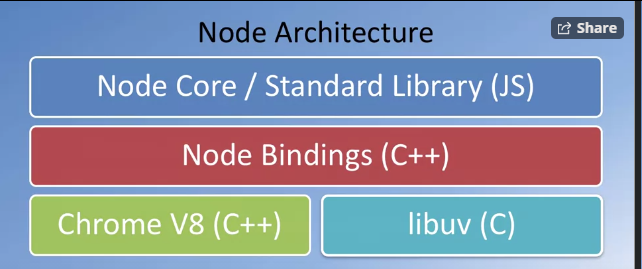 Node Architecture
Share
Node Core / Standard Library (JS)
Node Bindings (C++)
Chrome V8 (C++)
libuv (C)